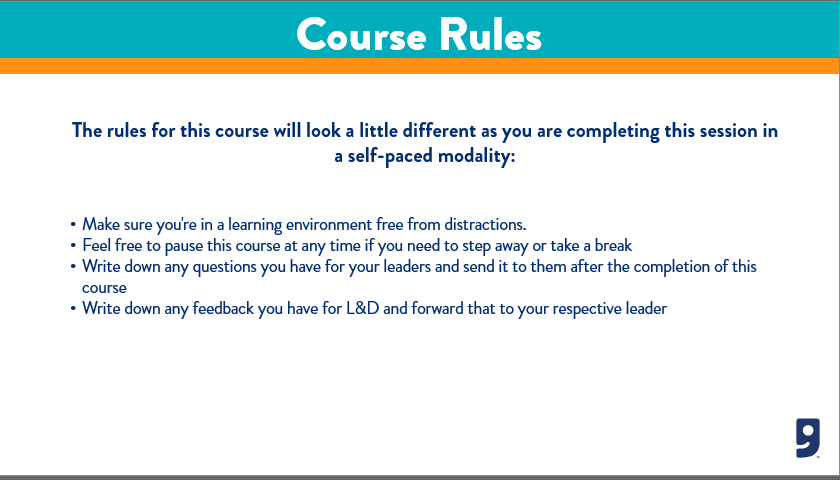 Course Rules
The rules for this course will look a little different as you are completing this session in
a self-paced modality:
• Make sure you're in a learning environment free from distractions.
• Feel free to pause this course at any time if you need to step away or take a break
• Write down any questions you have for your leaders and send it to them after the completion of this
course
• Write down any feedback you have for L&D and forward that to your respective leader